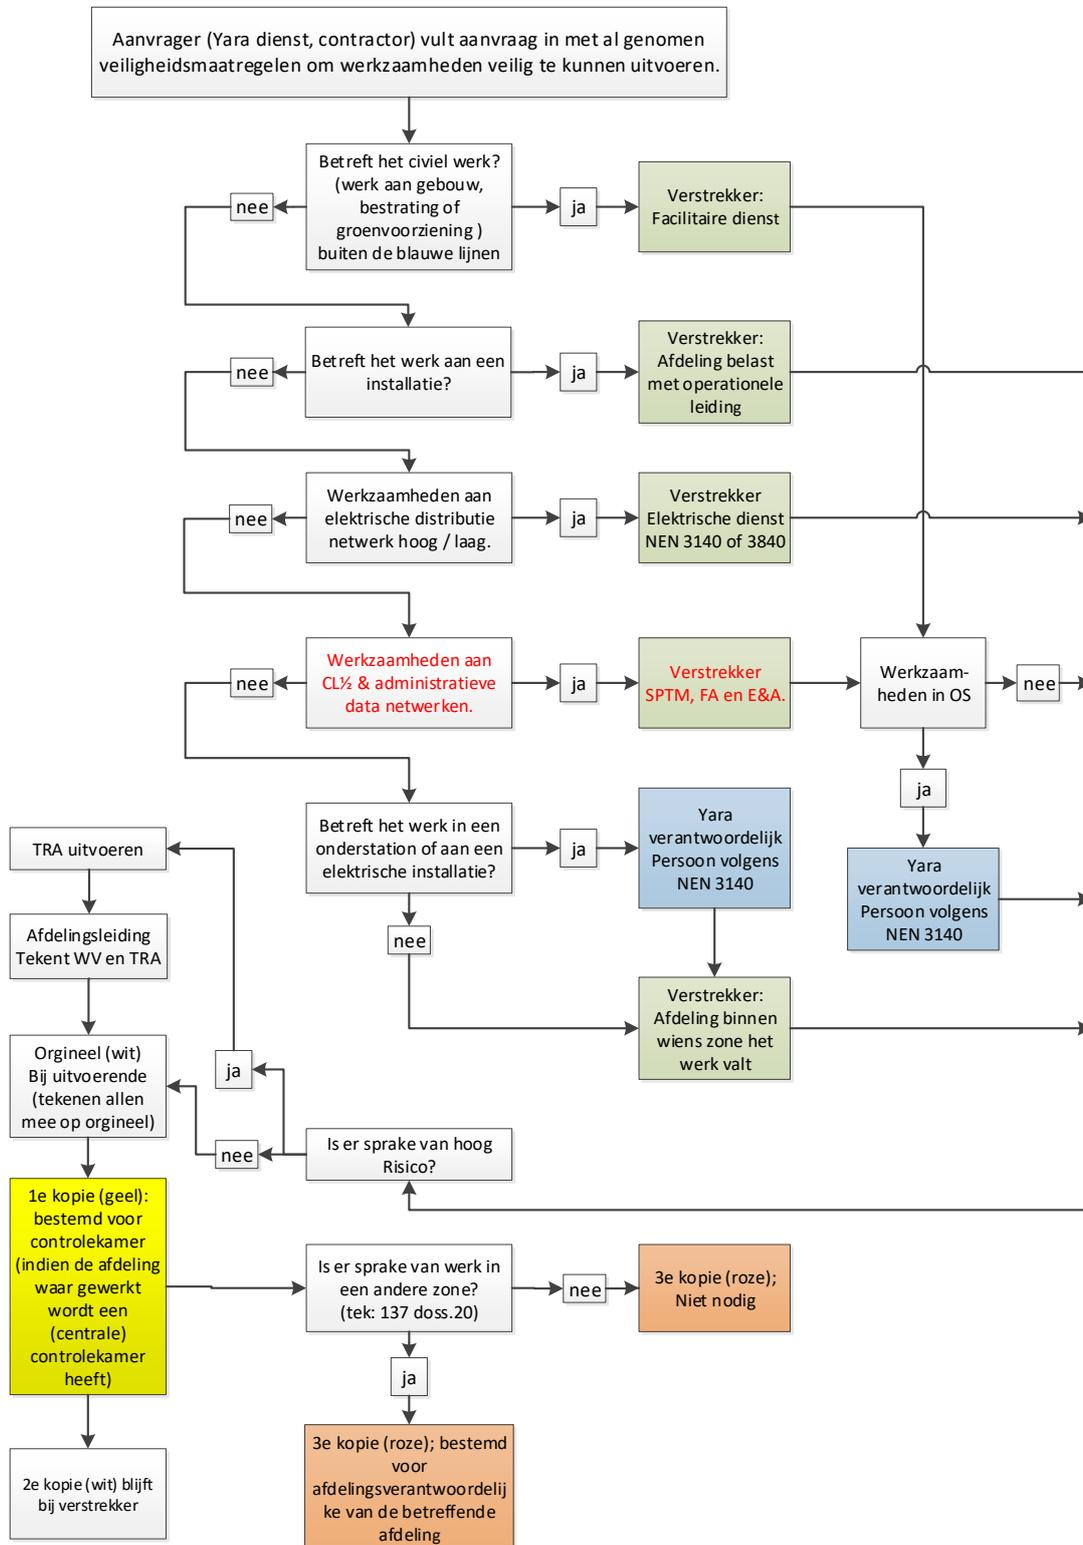 Aanvrager (Yara dienst, contractor) vult aanvraag in met al genomen
veiligheidsmaatregelen om werkzaamheden veilig te kunnen uitvoeren.
Betreft het civiel werk?
(werk aan gebouw,
bestrating of
groenvoorziening )
buiten de blauwe lijnen
nee
ja
Verstrekker:
Facilitaire dienst
Betreft het werk aan een
installatie?
nee
ja
Verstrekker:
Afdeling belast
met operationele
leiding
Werkzaamheden aan
elektrische distributie
netwerk hoog / laag.
nee
ja
Verstrekker
Elektrische dienst
NEN 3140 of 3840
Werkzaamheden aan
CL½ & administratieve
data netwerken.
nee
ja
Verstrekker
SPTM, FA en E&A.
Werkzaam-
heden in OS
nee
ja
Yara
verantwoordelijk
Persoon volgens
NEN 3140
Betreft het werk in een
onderstation of aan een
elektrische installatie?
ja
Yara
verantwoordelijk
Persoon volgens
NEN 3140
nee
Verstrekker:
Afdeling binnen
wiens zone het
werk valt
TRA uitvoeren
Afdelingsleiding
Tekent WV en TRA
Orgineel (wit)
Bij uitvoerende
(tekenen allen
mee op orgineel)
ja
nee
Is er sprake van hoog
Risico?
1e kopie (geel):
bestemd voor
controlekamer
(indien de afdeling
waar gewerkt
wordt een
(centrale)
controlekamer
heeft)
Is er sprake van werk in
een andere zone?
(tek: 137 doss.20)
nee
3e kopie (roze);
Niet nodig
ja
3e kopie (roze); bestemd
voor
afdelingsverantwoordelij
ke van de betreffende
afdeling
2e kopie (wit) blijft
bij verstrekker